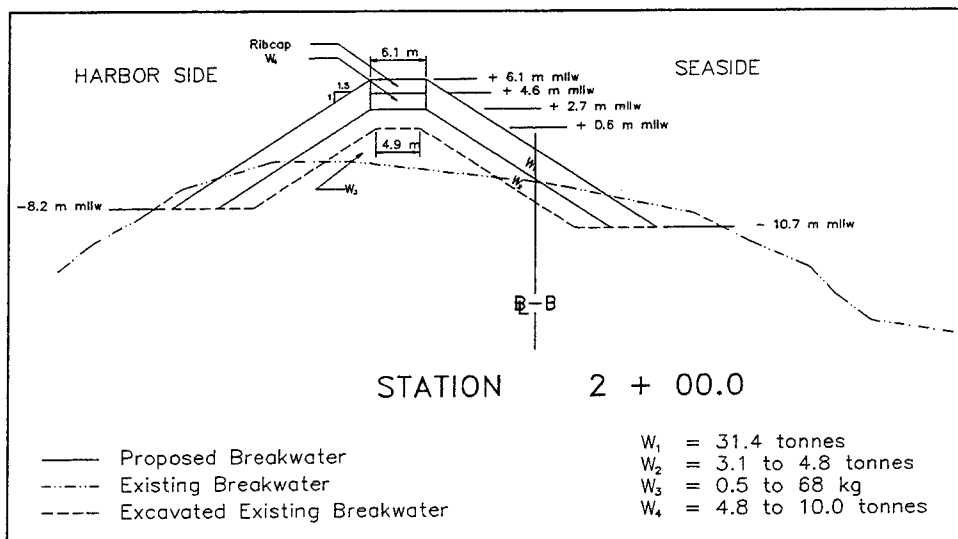 Ribcap
W₄
6.1 m
HARBOR SIDE
SEASIDE
+ 6.1 m mllw
+ 4.6 m mllw
+ 2.7 m mllw
+ 0.6 m mllw
1.5
1
4.9 m
W₁
W₂
W₃
-8.2 m mllw
- 10.7 m mllw
B-B
STATION 2 + 00.0
Proposed Breakwater
Existing Breakwater
Excavated Existing Breakwater
W₁ = 31.4 tonnes
W₂ = 3.1 to 4.8 tonnes
W₃ = 0.5 to 68 kg
W₄ = 4.8 to 10.0 tonnes